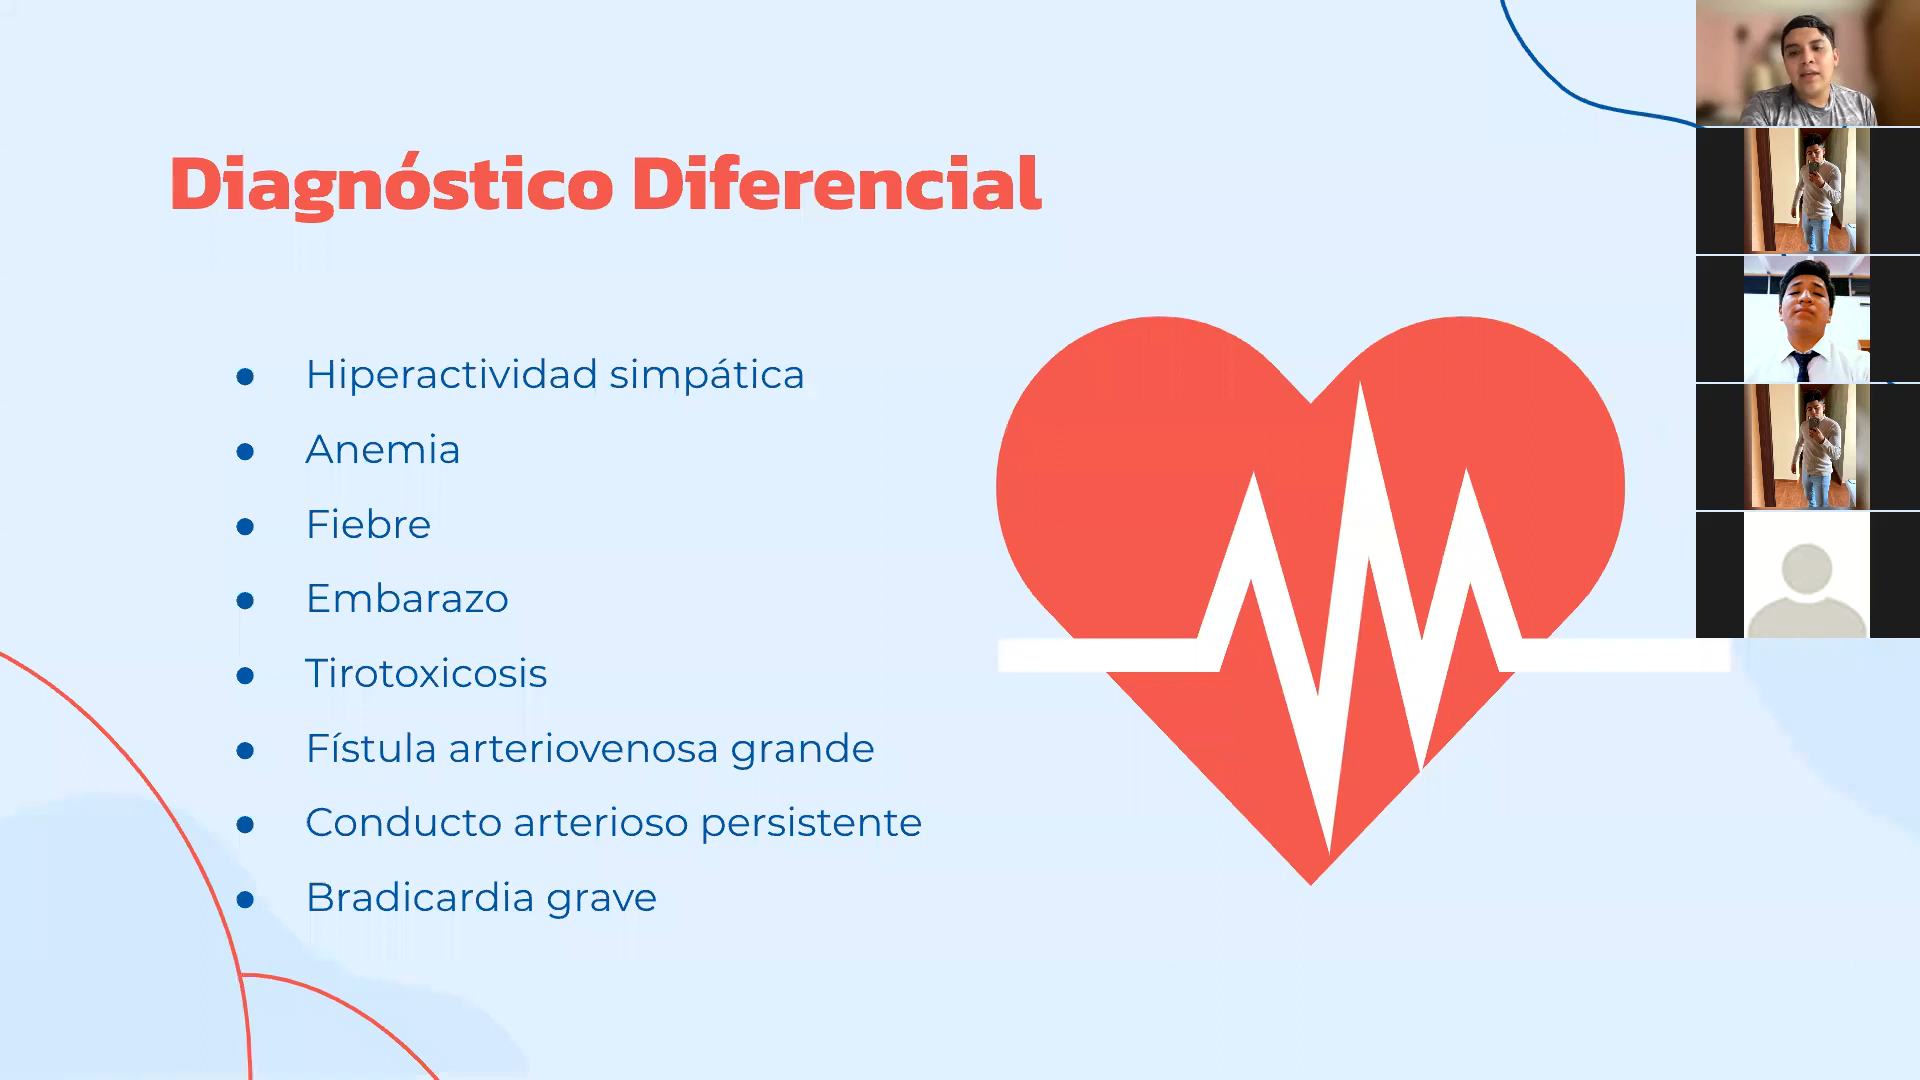 Diagnóstico Diferencial
● Hiperactividad simpática
● Anemia
● Fiebre
● Embarazo
● Tirotoxicosis
● Fístula arteriovenosa grande
● Conducto arterioso persistente
● Bradicardia grave